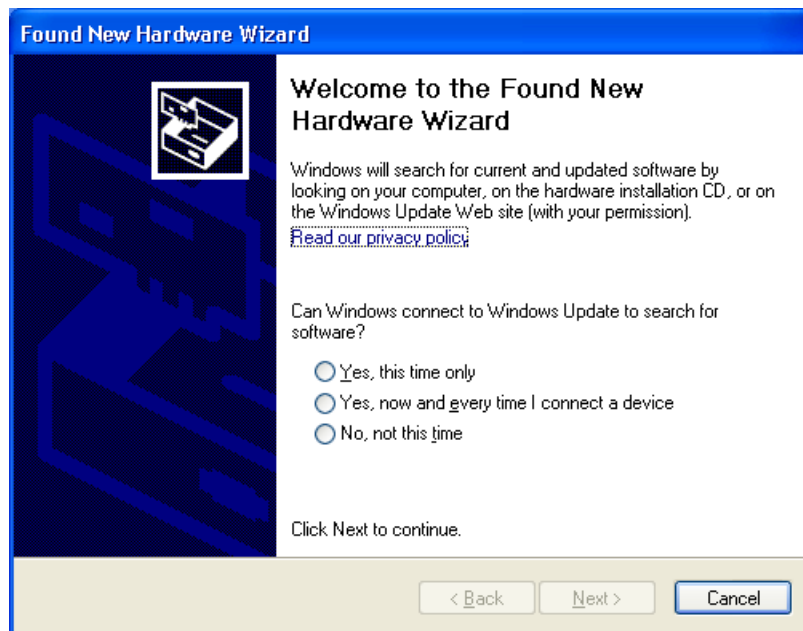 Found New Hardware Wizard
Welcome to the Found New
Hardware Wizard
Windows will search for current and updated software by
looking on your computer, on the hardware installation CD, or on
the Windows Update Web site (with your permission).
Read our privacy policy
Can Windows connect to Windows Update to search for
software?
Yes, this time only
Yes, now and every time I connect a device
No, not this time
Click Next to continue.
< Back
Next >
Cancel